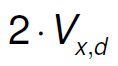 2 · V_{x,d}